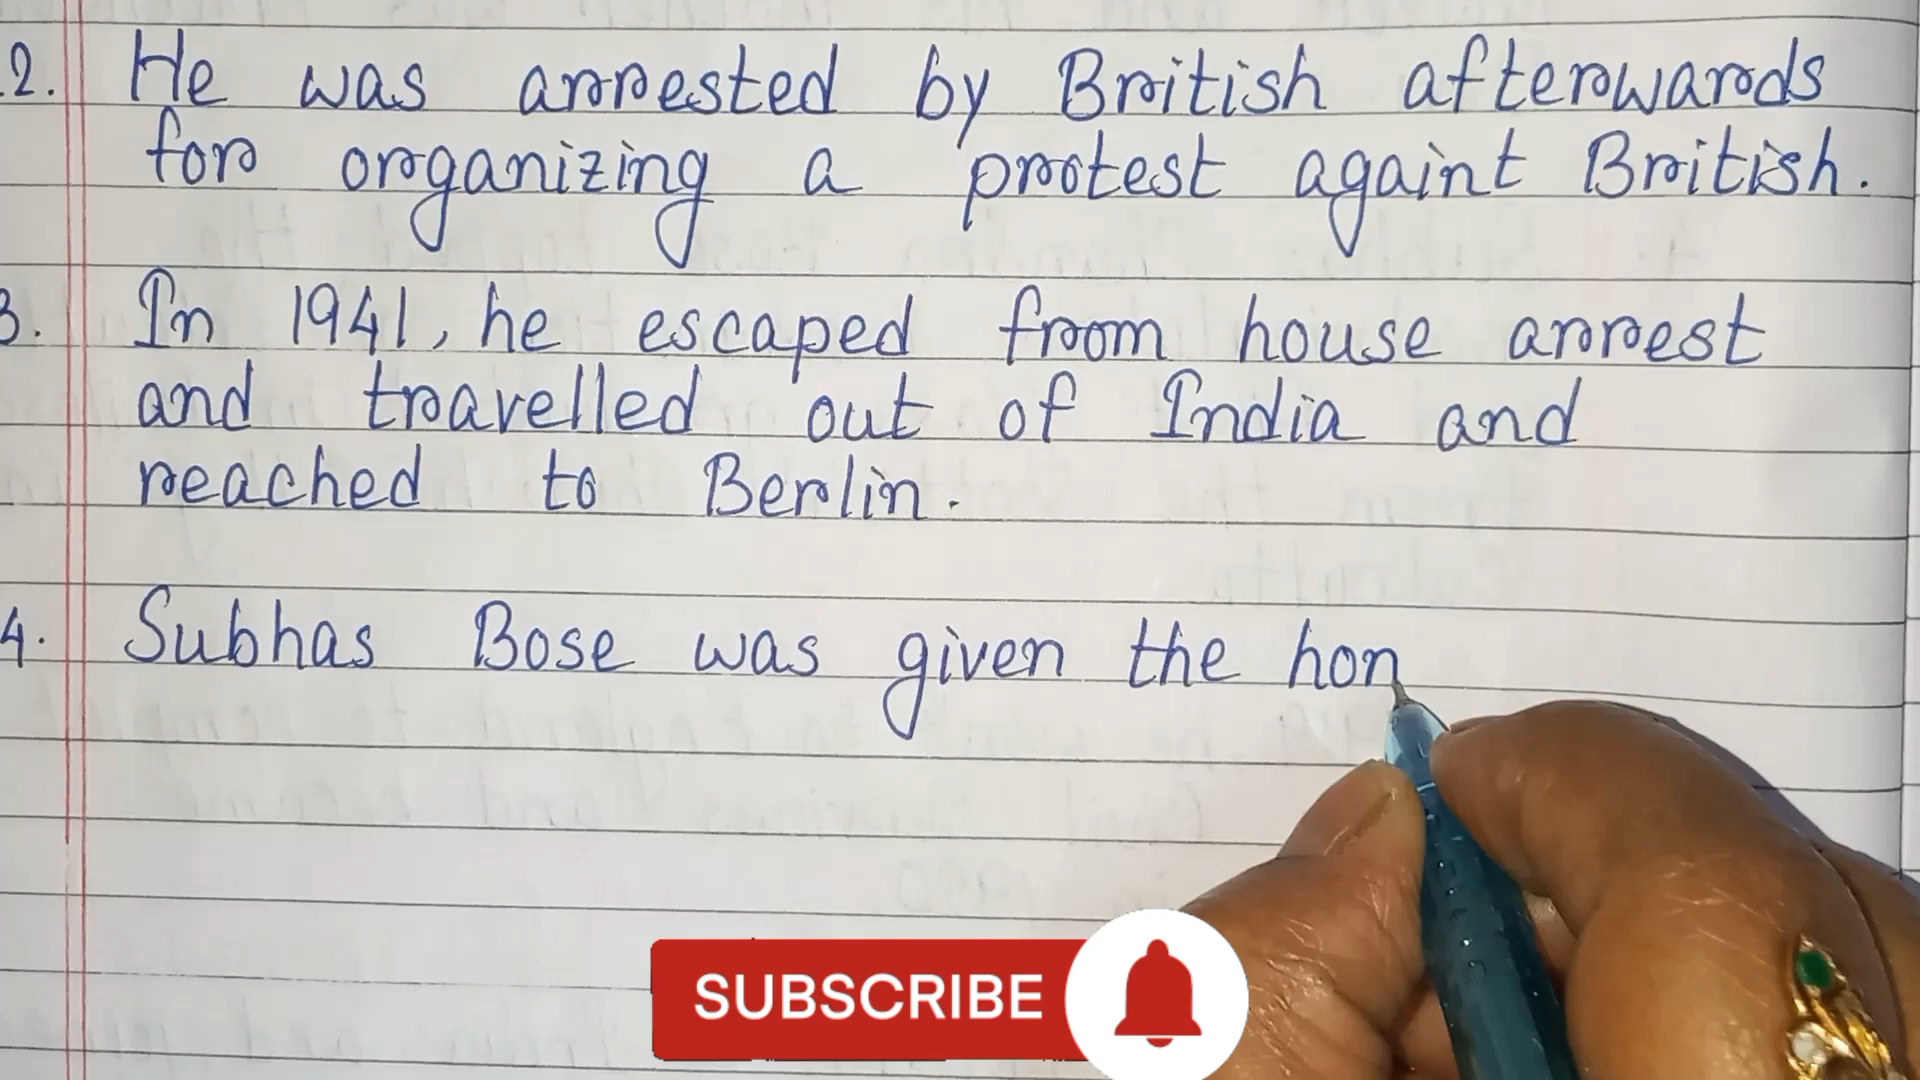 2. He was arrested by British afterwards
for organizing a protest againt British.
3. In 1941, he escaped from house arrest
and travelled out of India and
reached to Berlin.
4. Subhas Bose was given the hon
SUBSCRIBE